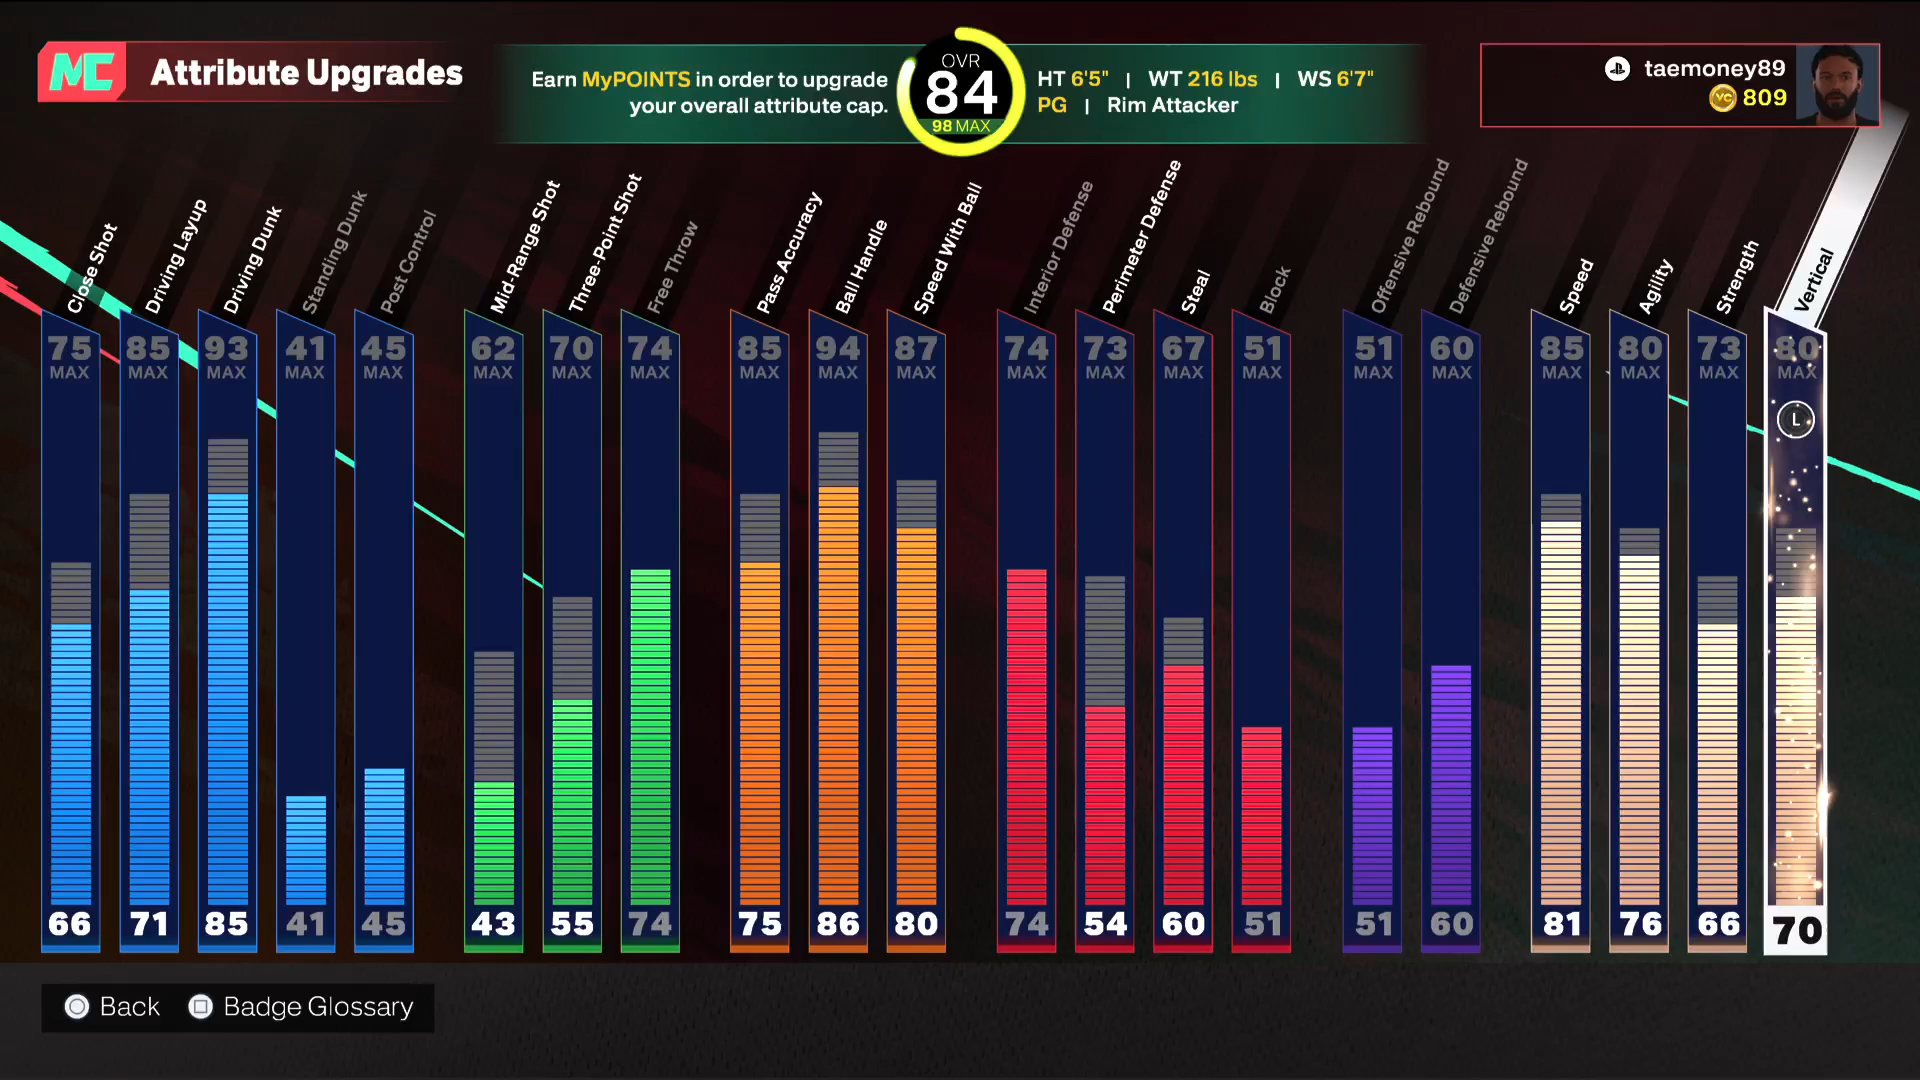 MC Attribute Upgrades
Earn MyPOINTS in order to upgrade
your overall attribute cap.
OVR
84
98 MAX
HT 6'5" | WT 216 lbs | WS 6'7"
PG | Rim Attacker
taemoney89
VC 809
Close Shot
Driving Layup
Driving Dunk
Standing Dunk
Post Control
Mid-Range Shot
Three-Point Shot
Free Throw
Pass Accuracy
Ball Handle
Speed With Ball
Interior Defense
Perimeter Defense
Steal
Block
Offensive Rebound
Defensive Rebound
Speed
Agility
Strength
Vertical
75 85 93 41 45 62 70 74 85 94 87 74 73 67 51 51 60 85 80 73 80
MAX MAX MAX MAX MAX MAX MAX MAX MAX MAX MAX MAX MAX MAX MAX MAX MAX MAX MAX MAX MAX
L
66 71 85 41 45 43 55 74 75 86 80 74 54 60 51 51 60 81 76 66 70
Back Badge Glossary